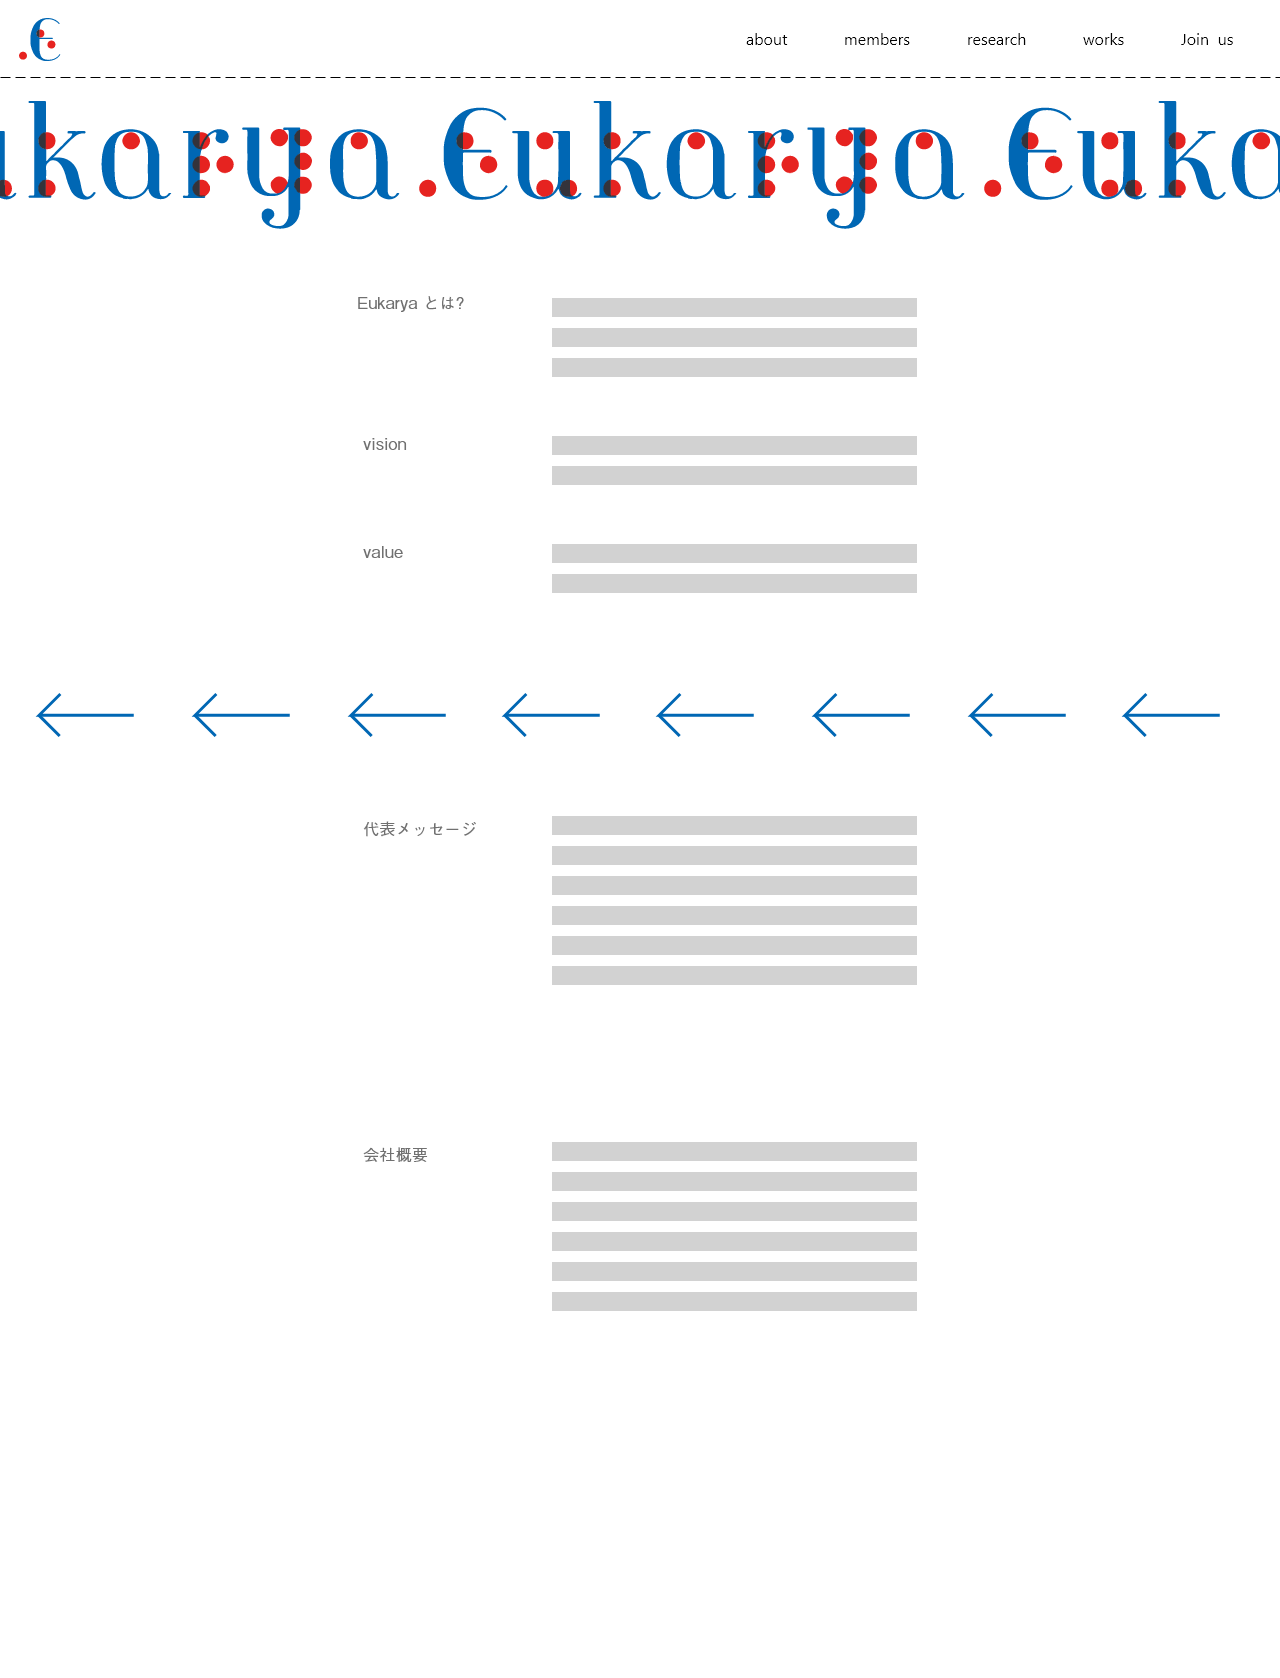 .E
about members research works Join us
ukarya .Eukarya .Euka
Eukarya とは?
vision
value
代表メッセージ
会社概要